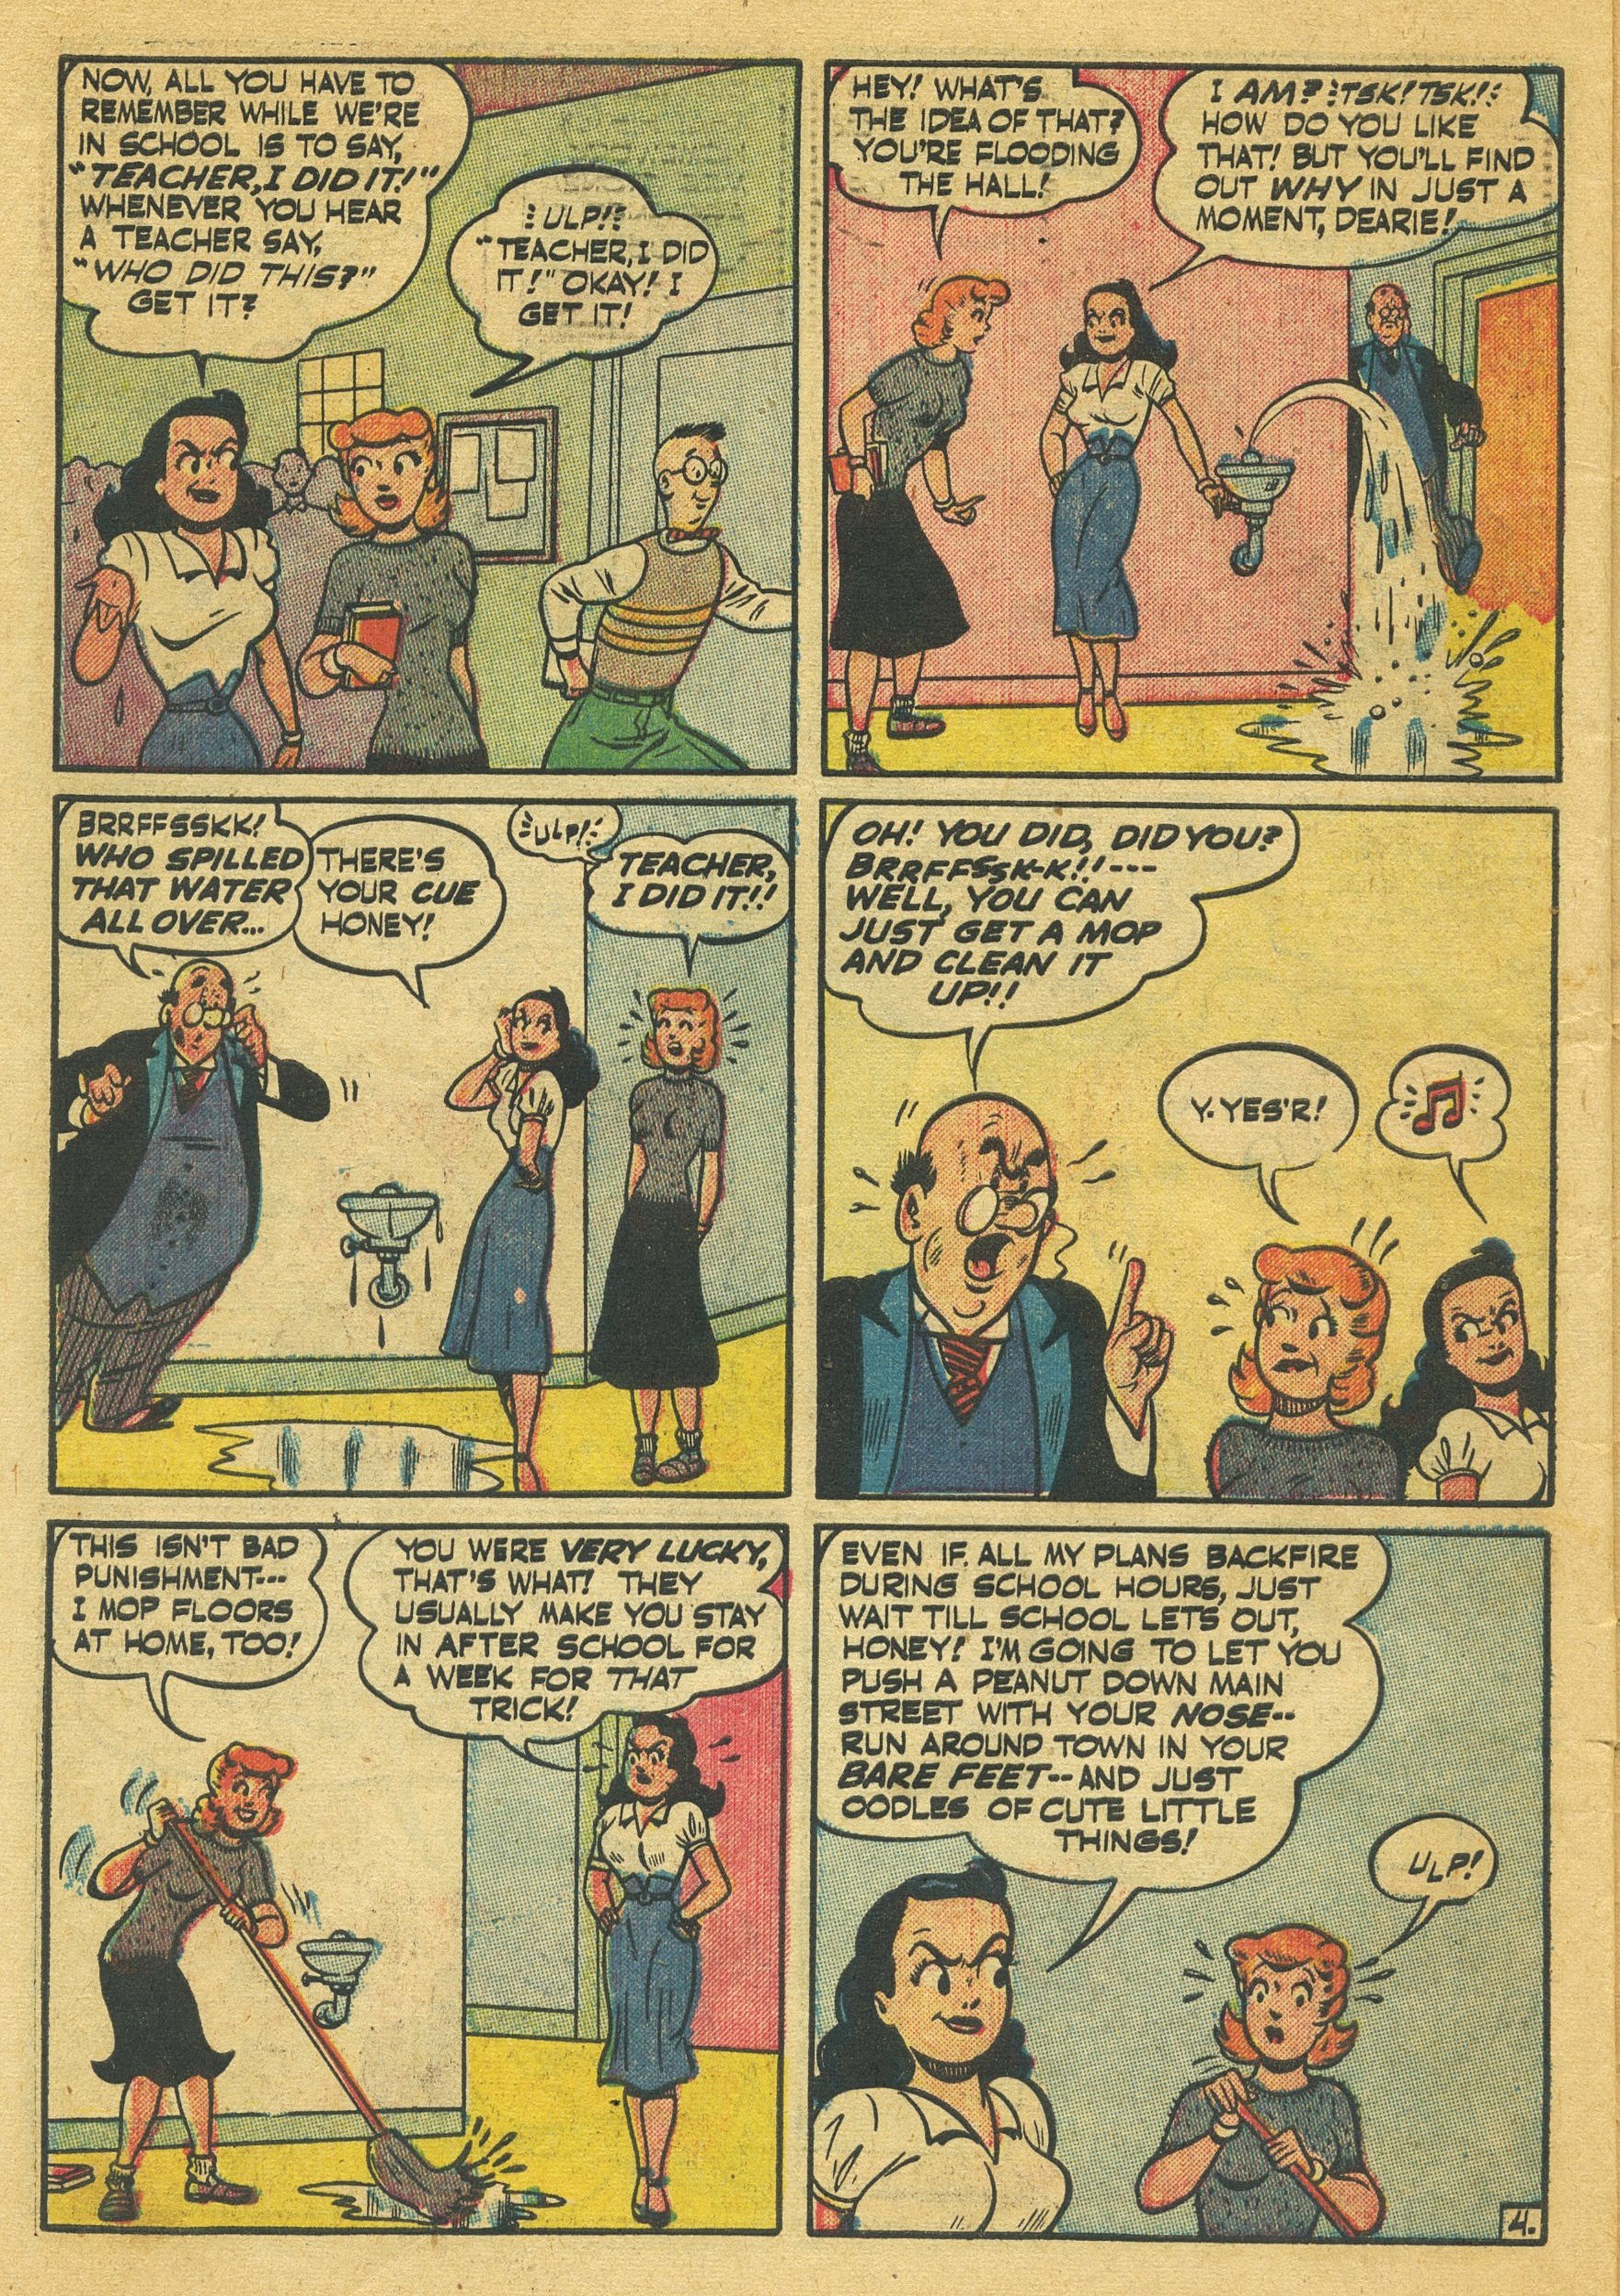 NOW, ALL YOU HAVE TO
REMEMBER WHILE WE'RE
IN SCHOOL IS TO SAY,
"TEACHER, I DID IT!"
WHENEVER YOU HEAR
A TEACHER SAY,
"WHO DID THIS?"
GET IT?
ULP!
"TEACHER, I DID
IT!" OKAY! I
GET IT!
HEY! WHAT'S
THE IDEA OF THAT?
YOU'RE FLOODING
THE HALL!
I AM? TSK! TSK!
HOW DO YOU LIKE
THAT! BUT YOU'LL FIND
OUT WHY IN JUST A
MOMENT, DEARIE!
BRRFFSSKK!
WHO SPILLED
THAT WATER
ALL OVER...
THERE'S
YOUR CUE
HONEY!
ULP!
TEACHER,
I DID IT!!
OH! YOU DID, DID YOU?
BRRFFSSK-K!!---
WELL, YOU CAN
JUST GET A MOP
AND CLEAN IT
UP!!
Y-YES'R!
THIS ISN'T BAD
PUNISHMENT---
I MOP FLOORS
AT HOME, TOO!
YOU WERE VERY LUCKY,
THAT'S WHAT! THEY
USUALLY MAKE YOU STAY
IN AFTER SCHOOL FOR
A WEEK FOR THAT
TRICK!
EVEN IF ALL MY PLANS BACKFIRE
DURING SCHOOL HOURS, JUST
WAIT TILL SCHOOL LETS OUT,
HONEY! I'M GOING TO LET YOU
PUSH A PEANUT DOWN MAIN
STREET WITH YOUR NOSE--
RUN AROUND TOWN IN YOUR
BARE FEET--AND JUST
OODLES OF CUTE LITTLE
THINGS!
ULP!
4.